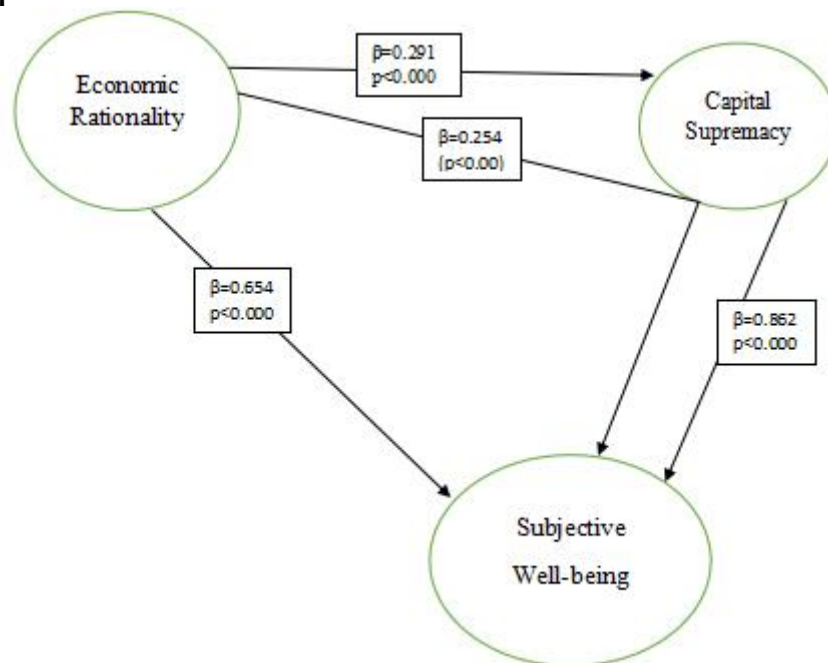 Economic
Rationality
β=0.291
p<0.000
Capital
Supremacy
β=0.254
(p<0.00)
β=0.654
p<0.000
β=0.862
p<0.000
Subjective
Well-being